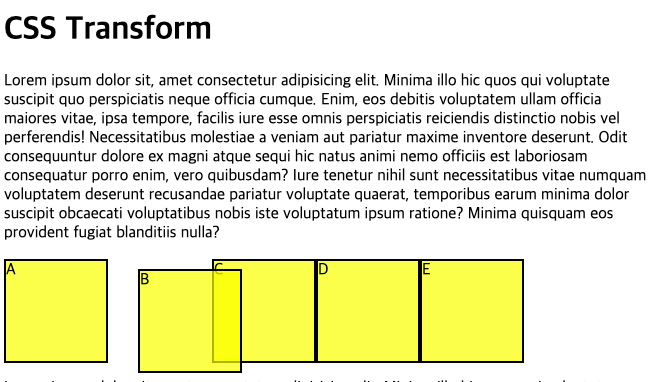 CSS Transform
Lorem ipsum dolor sit, amet consectetur adipisicing elit. Minima illo hic quos qui voluptate
suscipit quo perspiciatis neque officia cumque. Enim, eos debitis voluptatem ullam officia
maiores vitae, ipsa tempore, facilis iure esse omnis perspiciatis reiciendis distinctio nobis vel
perferendis! Necessitatibus molestiae a veniam aut pariatur maxime inventore deserunt. Odit
consequuntur dolore ex magni atque sequi hic natus animi nemo officiis est laboriosam
consequatur porro enim, vero quibusdam? Iure tenetur nihil sunt necessitatibus vitae numquam
voluptatem deserunt recusandae pariatur voluptate quaerat, temporibus earum minima dolor
suscipit obcaecati voluptatibus nobis iste voluptatum ipsum ratione? Minima quisquam eos
provident fugiat blanditiis nulla?
A B C D E